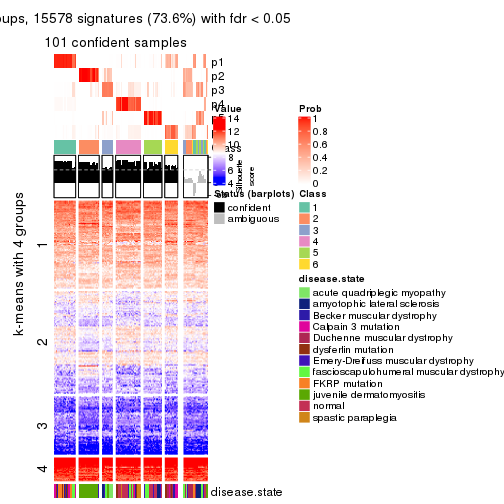 oups, 15578 signatures (73.6%) with fdr < 0.05
101 confident samples
p1
p2
p3
p4
Value
14
12
10
8
6
4
Prob
1
0.8
0.6
0.4
0.2
0
Silhouette
score
Status (barplots)
confident
ambiguous
Class
1
2
3
4
5
6
disease.state
acute quadriplegic myopathy
amyotophic lateral sclerosis
Becker muscular dystrophy
Calpain 3 mutation
Duchenne muscular dystrophy
dysferlin mutation
Emery-Dreifuss muscular dystrophy
fascioscapulohumeral muscular dystrophy
FKRP mutation
juvenile dermatomyositis
normal
spastic paraplegia
k-means with 4 groups
1
2
3
4
disease.state